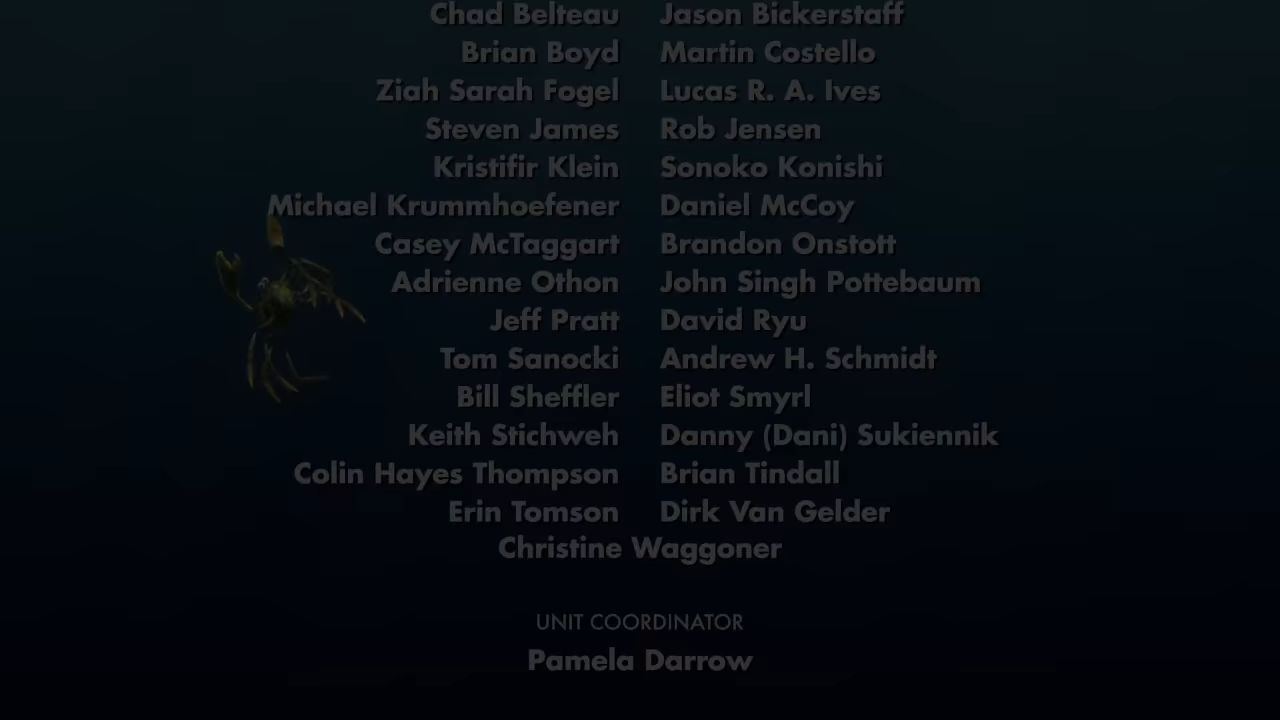 Chad Belteau Jason Bickerstaff
Brian Boyd Martin Costello
Ziah Sarah Fogel Lucas R. A. Ives
Steven James Rob Jensen
Kristifir Klein Sonoko Konishi
Michael Krummhoefener Daniel McCoy
Casey McTaggart Brandon Onstott
Adrienne Othon John Singh Pottebaum
Jeff Pratt David Ryu
Tom Sanocki Andrew H. Schmidt
Bill Sheffler Eliot Smyrl
Keith Stichweh Danny (Dani) Sukiennik
Colin Hayes Thompson Brian Tindall
Erin Tomson Dirk Van Gelder
Christine Waggoner
UNIT COORDINATOR
Pamela Darrow